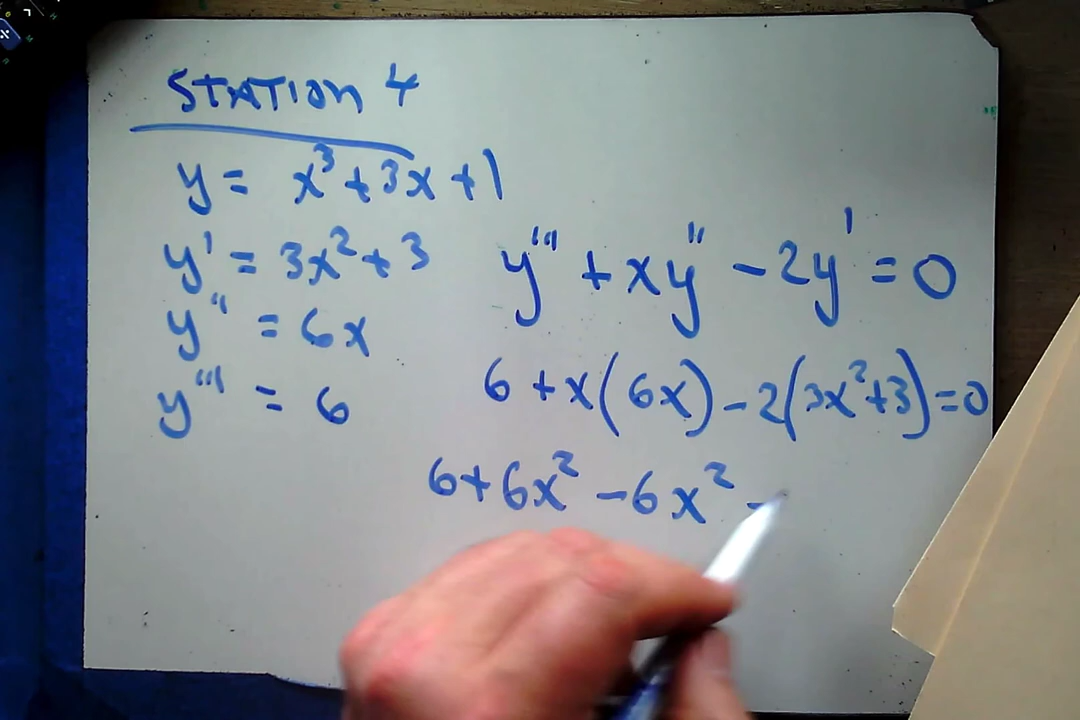 STATION 4
y = x³ + 3x + 1
y' = 3x² + 3
y'' = 6x
y''' = 6
y''' + xy'' - 2y' = 0
6 + x(6x) - 2(3x² + 3) = 0
6 + 6x² - 6x² -